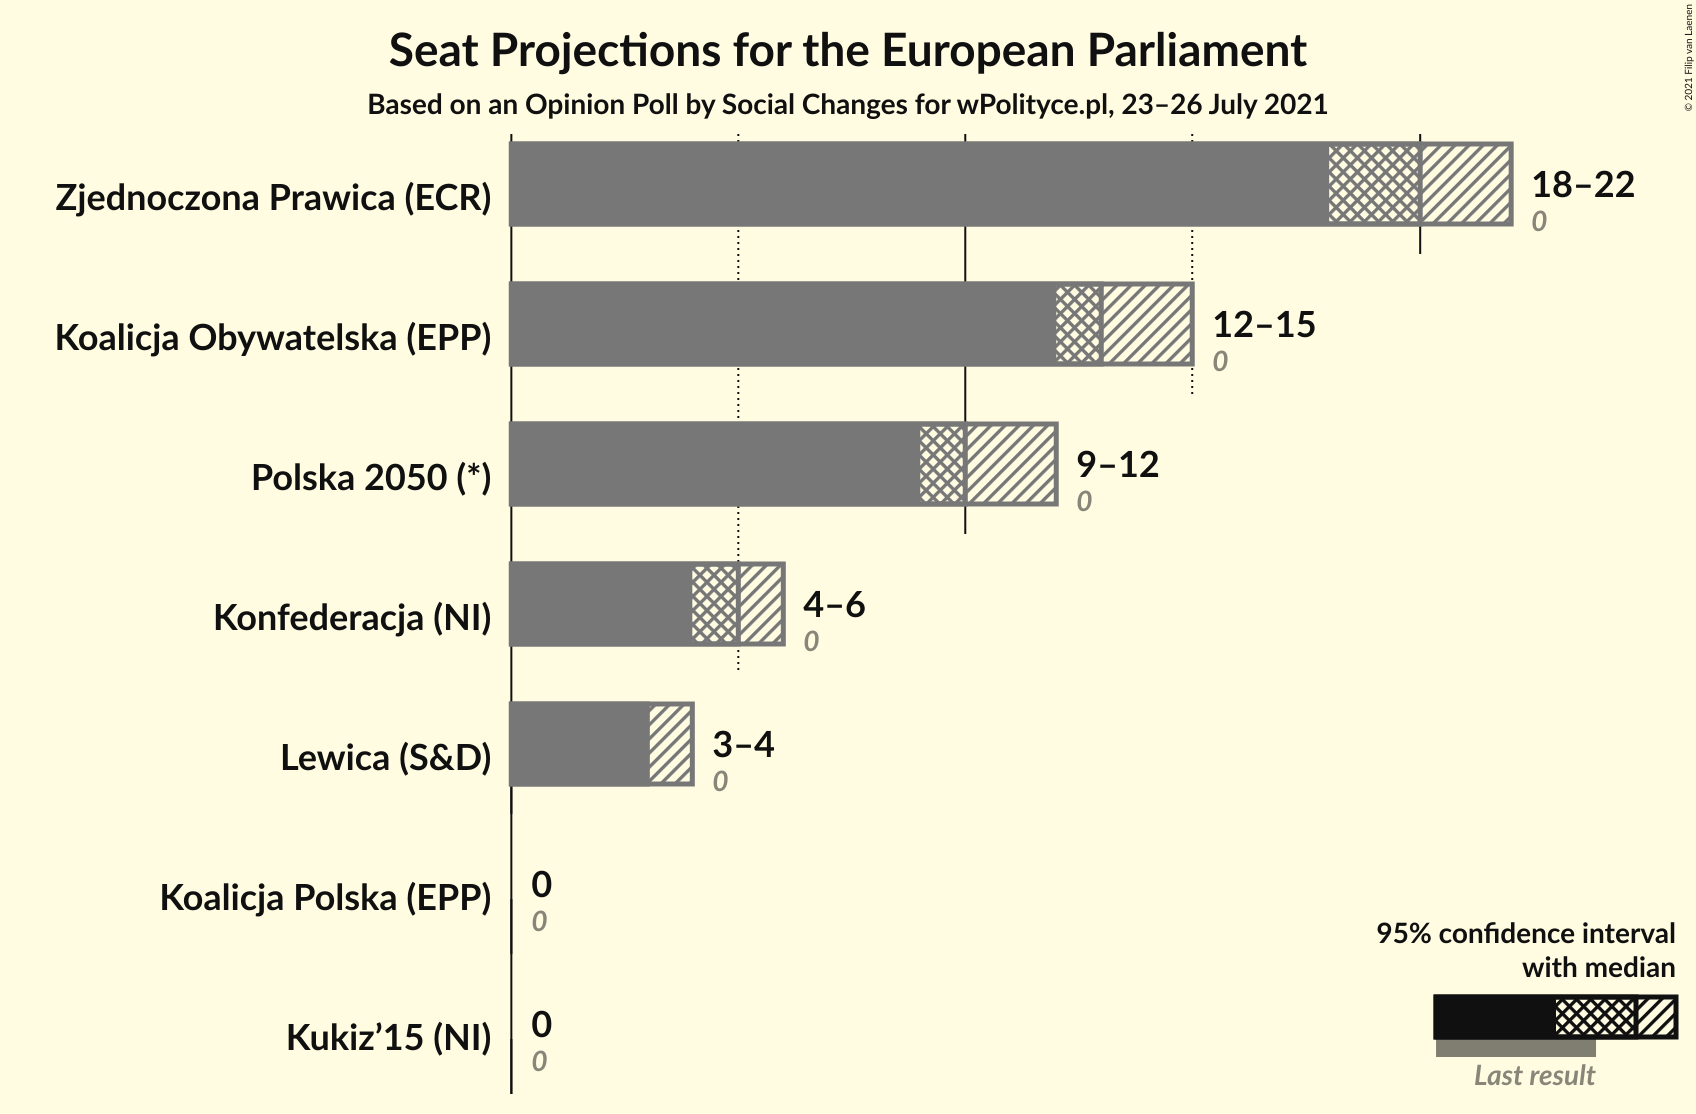 Seat Projections for the European Parliament
Based on an Opinion Poll by Social Changes for wPolityce.pl, 23–26 July 2021
© 2021 Filip van Laenen
Zjednoczona Prawica (ECR)
18–22
0
Koalicja Obywatelska (EPP)
12–15
0
Polska 2050 (*)
9–12
0
Konfederacja (NI)
4–6
0
Lewica (S&D)
3–4
0
Koalicja Polska (EPP)
0
0
Kukiz’15 (NI)
0
0
95% confidence interval
with median
Last result